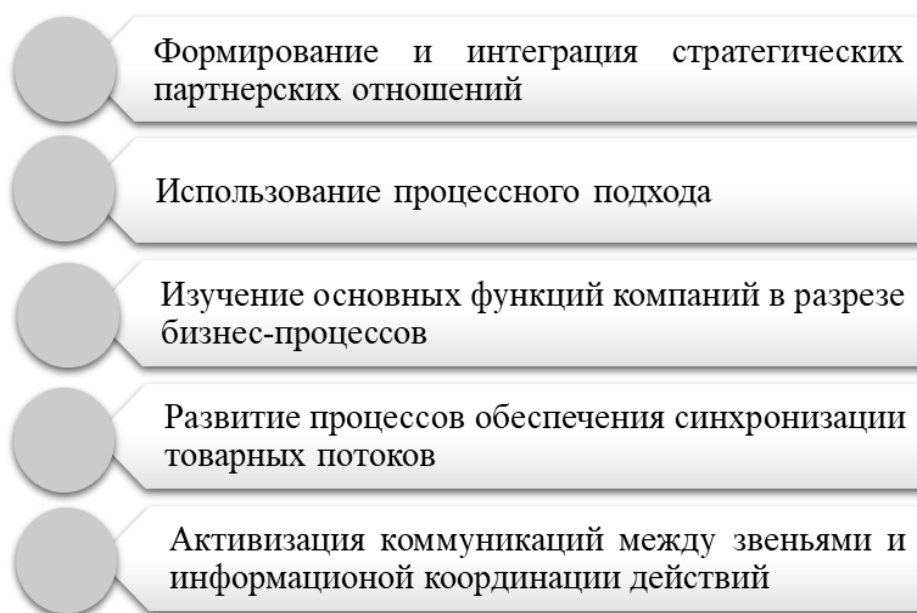 Формирование и интеграция стратегических
партнерских отношений
Использование процессного подхода
Изучение основных функций компаний в разрезе
бизнес-процессов
Развитие процессов обеспечения синхронизации
товарных потоков
Активизация коммуникаций между звеньями и
информационой координации действий